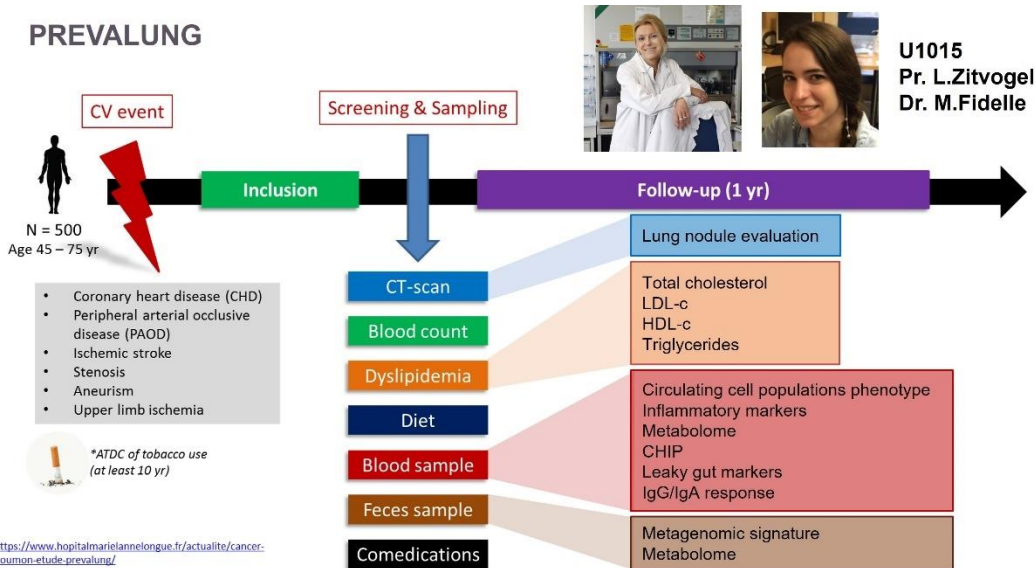 PREVALUNG
U1015
Pr. L.Zitvogel
Dr. M.Fidelle
CV event
Screening & Sampling
Inclusion
Follow-up (1 yr)
N = 500
Age 45 – 75 yr
• Coronary heart disease (CHD)
• Peripheral arterial occlusive
disease (PAOD)
• Ischemic stroke
• Stenosis
• Aneurism
• Upper limb ischemia
*ATDC of tobacco use
(at least 10 yr)
CT-scan
Blood count
Dyslipidemia
Diet
Blood sample
Feces sample
Comedications
Lung nodule evaluation
Total cholesterol
LDL-c
HDL-c
Triglycerides
Circulating cell populations phenotype
Inflammatory markers
Metabolome
CHIP
Leaky gut markers
IgG/IgA response
Metagenomic signature
Metabolome
ttps://www.hopitalmarielannelongue.fr/actualite/cancer-
oumon-etude-prevalung/